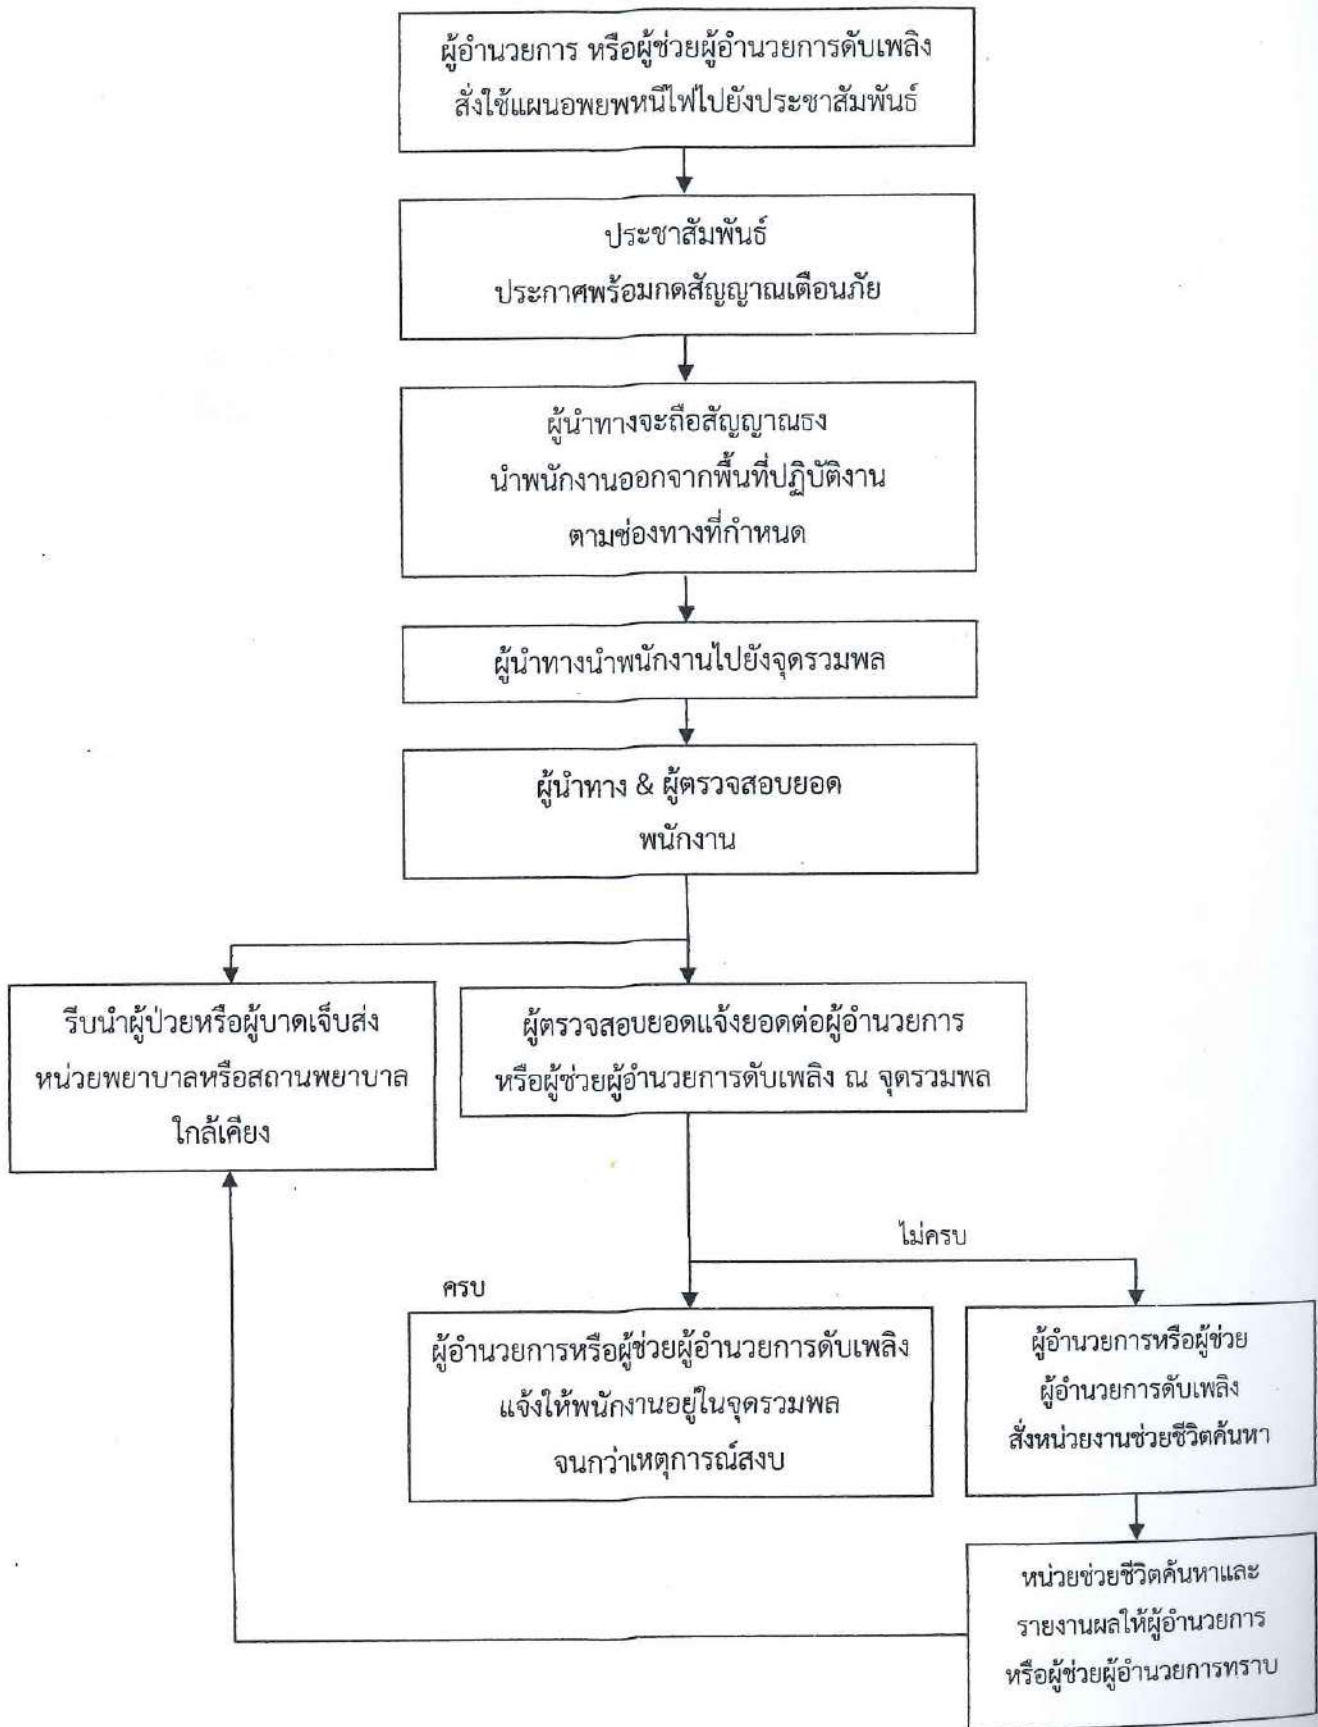 ผู้อำนวยการ หรือผู้ช่วยผู้อำนวยการดับเพลิง
สั่งใช้แผนอพยพหนีไฟไปยังประชาสัมพันธ์
ประชาสัมพันธ์
ประกาศพร้อมกดสัญญาณเตือนภัย
ผู้นำทางจะถือสัญญาณธง
นำพนักงานออกจากพื้นที่ปฏิบัติงาน
ตามช่องทางที่กำหนด
ผู้นำทางนำพนักงานไปยังจุดรวมพล
ผู้นำทาง & ผู้ตรวจสอบยอด
พนักงาน
รีบนำผู้ป่วยหรือผู้บาดเจ็บส่ง
หน่วยพยาบาลหรือสถานพยาบาล
ใกล้เคียง
ผู้ตรวจสอบยอดแจ้งยอดต่อผู้อำนวยการ
หรือผู้ช่วยผู้อำนวยการดับเพลิง ณ จุดรวมพล
ไม่ครบ
ครบ
ผู้อำนวยการหรือผู้ช่วยผู้อำนวยการดับเพลิง
แจ้งให้พนักงานอยู่ในจุดรวมพล
จนกว่าเหตุการณ์สงบ
ผู้อำนวยการหรือผู้ช่วย
ผู้อำนวยการดับเพลิง
สั่งหน่วยงานช่วยชีวิตค้นหา
หน่วยช่วยชีวิตค้นหาและ
รายงานผลให้ผู้อำนวยการ
หรือผู้ช่วยผู้อำนวยการทราบ